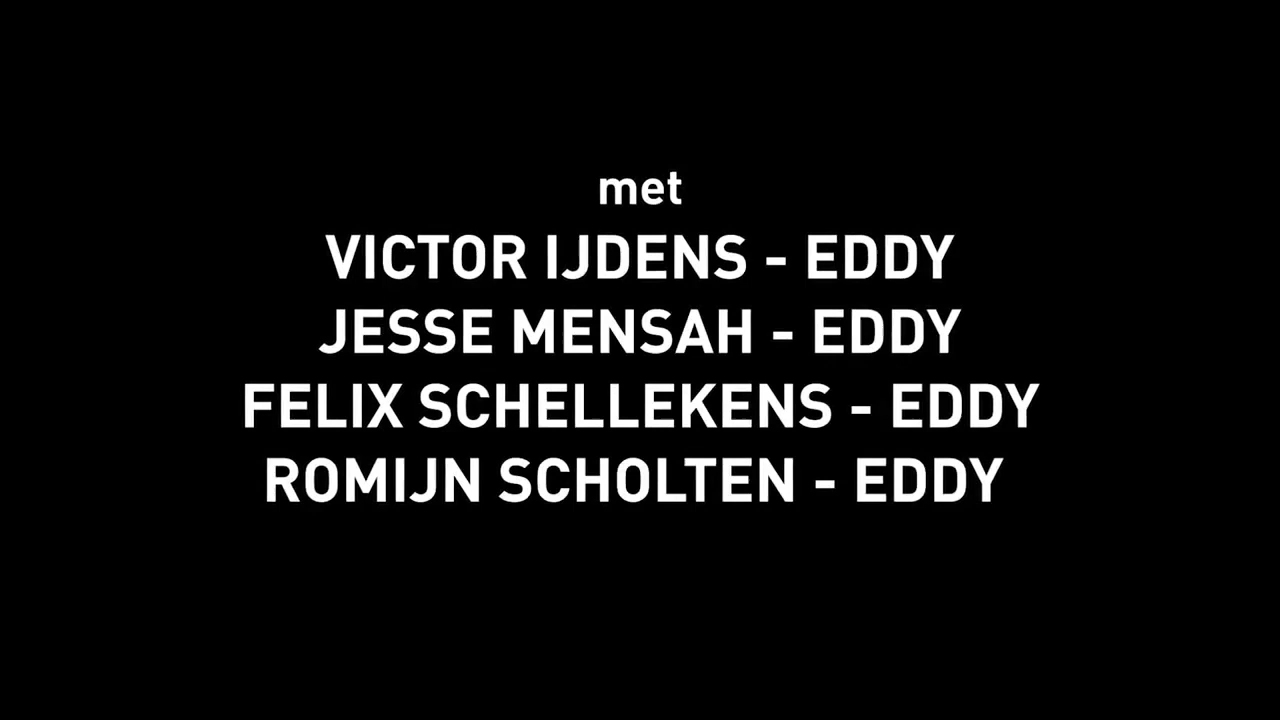 met
VICTOR IJDENS - EDDY
JESSE MENSAH - EDDY
FELIX SCHELLEKENS - EDDY
ROMIJN SCHOLTEN - EDDY